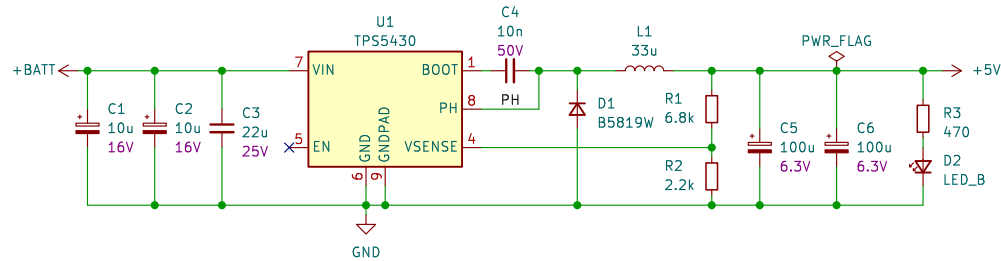 U1
TPS5430
+BATT
7
VIN
BOOT
1
PH
8
EN
5
VSENSE
4
GND
GNDPAD
6
9
C1
10u
16V
C2
10u
16V
C3
22u
25V
C4
10n
50V
PH
D1
B5819W
L1
33u
R1
6.8k
R2
2.2k
C5
100u
6.3V
PWR_FLAG
C6
100u
6.3V
+5V
R3
470
D2
LED_B
GND